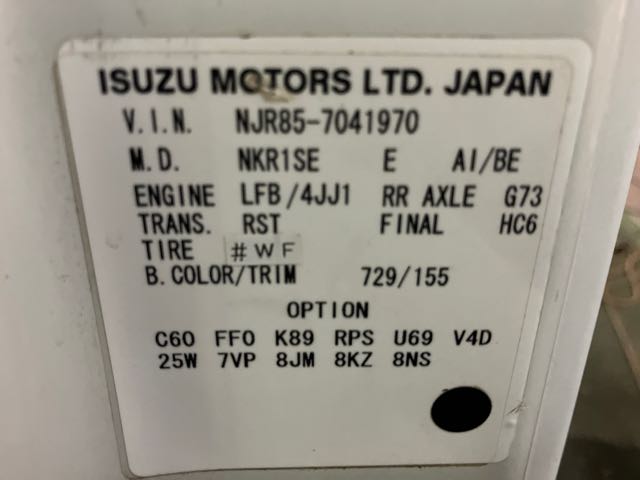 ISUZU MOTORS LTD. JAPAN
V.I.N. NJR85-7041970
M.D. NKR1SE E AI/BE
ENGINE LFB/4JJ1 RR AXLE G73
TRANS. RST FINAL HC6
TIRE #WF
B.COLOR/TRIM 729/155
OPTION
C60 FF0 K89 RPS U69 V4D
25W 7VP 8JM 8KZ 8NS